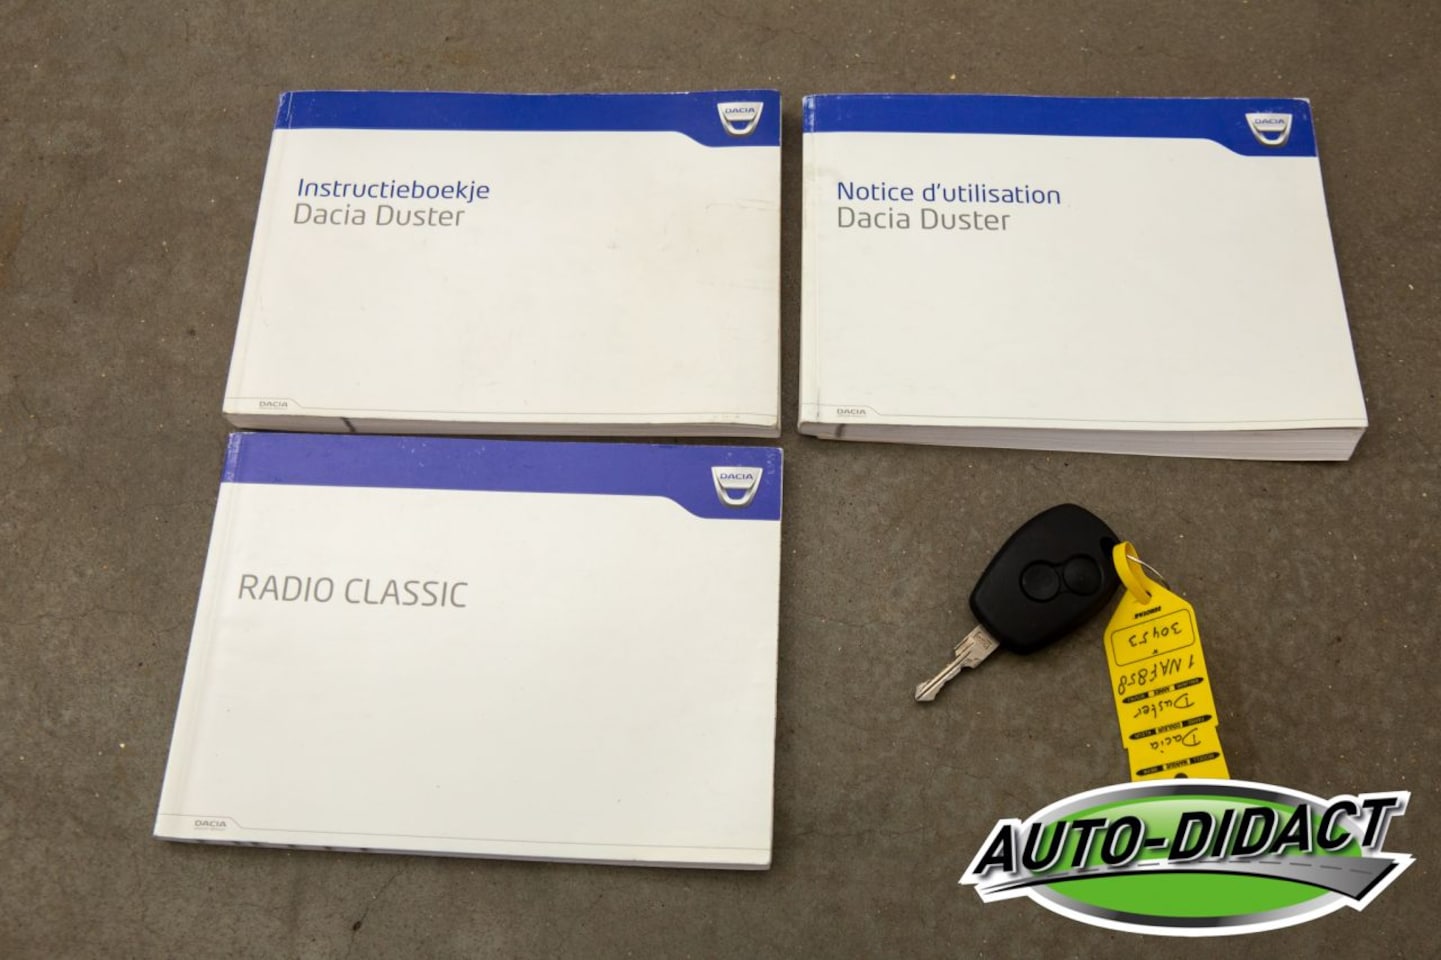 DACIA
Instructieboekje
Dacia Duster
DACIA
DACIA
Notice d'utilisation
Dacia Duster
DACIA
DACIA
RADIO CLASSIC
DACIA
30453
1NAF858
Duster
Dacia
AUTO-DIDACT